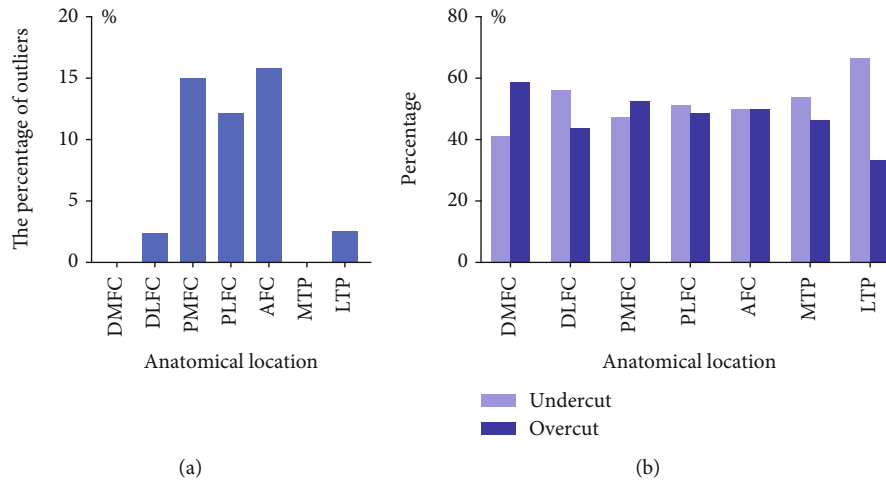 20
%
15
10
5
0
The percentage of outliers
DMFC
DLFC
PMFC
PLFC
AFC
MTP
LTP
Anatomical location
(a)
80
%
60
40
20
0
Percentage
DMFC
DLFC
PMFC
PLFC
AFC
MTP
LTP
Anatomical location
Undercut
Overcut
(b)